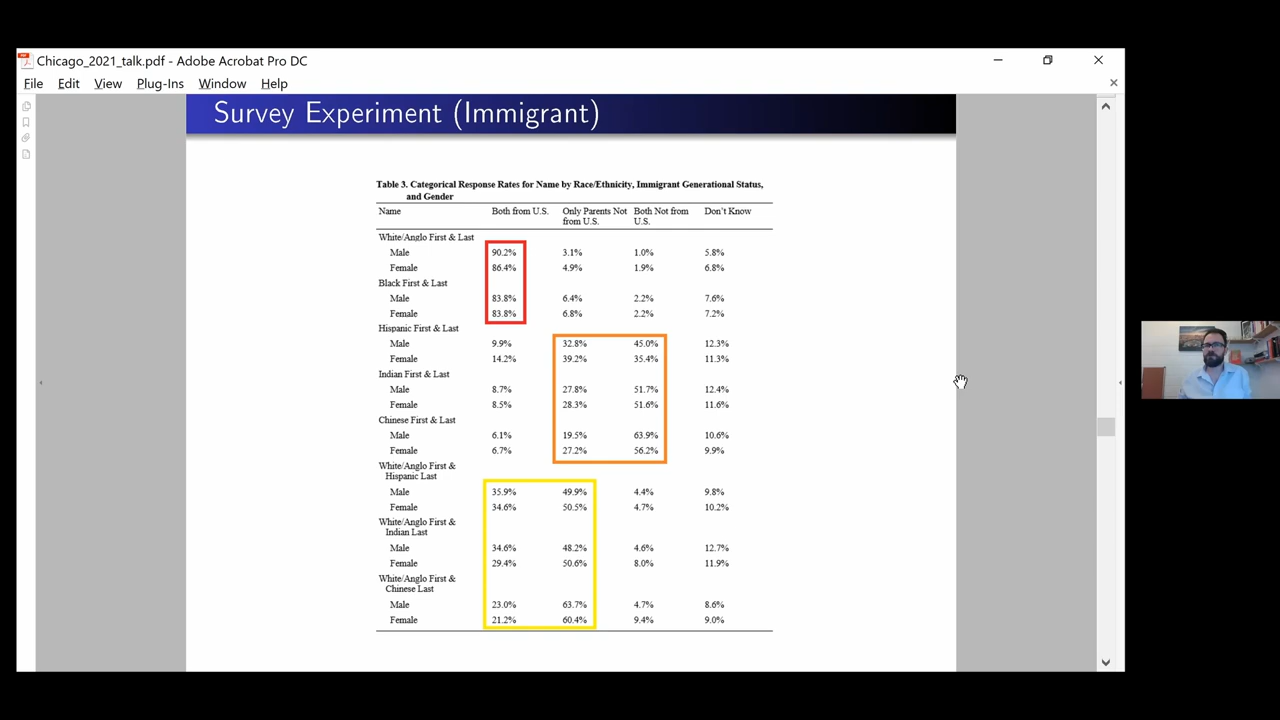 Chicago_2021_talk.pdf - Adobe Acrobat Pro DC
File Edit View Plug-Ins Window Help
Survey Experiment (Immigrant)
Table 3. Categorical Response Rates for Name by Race/Ethnicity, Immigrant Generational Status,
and Gender
Name Both from U.S. Only Parents Not Both Not from Don't Know
from U.S. U.S.
White/Anglo First & Last
Male 90.2% 3.1% 1.0% 5.8%
Female 86.4% 4.9% 1.9% 6.8%
Black First & Last
Male 83.8% 6.4% 2.2% 7.6%
Female 83.8% 6.8% 2.2% 7.2%
Hispanic First & Last
Male 9.9% 32.8% 45.0% 12.3%
Female 14.2% 39.2% 35.4% 11.3%
Indian First & Last
Male 8.7% 27.8% 51.7% 12.4%
Female 8.5% 28.3% 51.6% 11.6%
Chinese First & Last
Male 6.1% 19.5% 63.9% 10.6%
Female 6.7% 27.2% 56.2% 9.9%
White/Anglo First &
Hispanic Last
Male 35.9% 49.9% 4.4% 9.8%
Female 34.6% 50.5% 4.7% 10.2%
White/Anglo First &
Indian Last
Male 34.6% 48.2% 4.6% 12.7%
Female 29.4% 50.6% 8.0% 11.9%
White/Anglo First &
Chinese Last
Male 23.0% 63.7% 4.7% 8.6%
Female 21.2% 60.4% 9.4% 9.0%